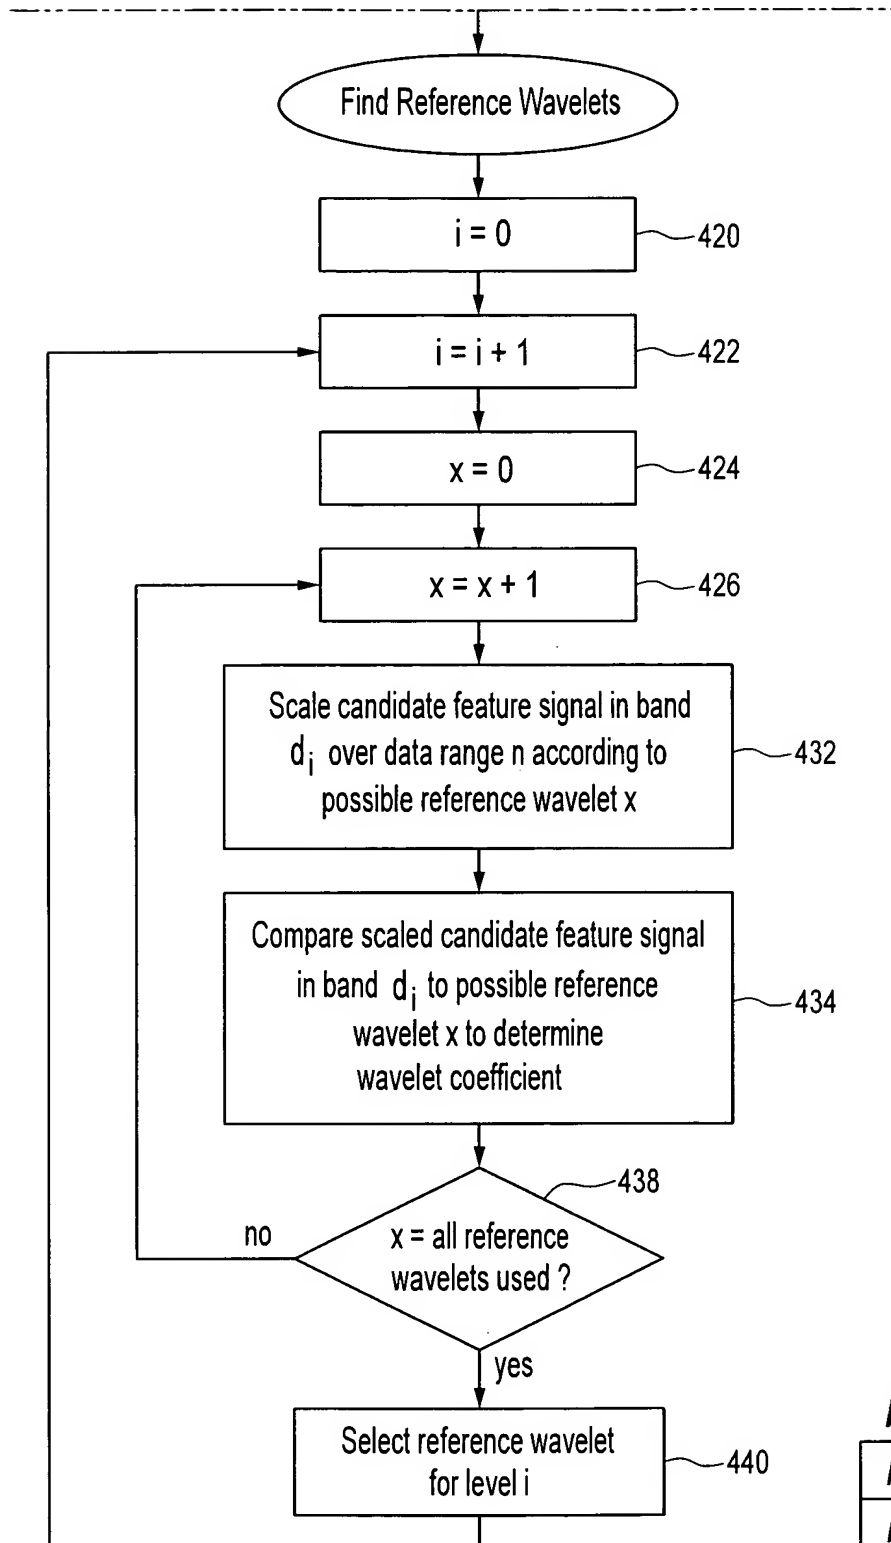 Find Reference Wavelets
i = 0
420
i = i + 1
422
x = 0
424
x = x + 1
426
Scale candidate feature signal in band
di over data range n according to
possible reference wavelet x
432
Compare scaled candidate feature signal
in band di to possible reference
wavelet x to determine
wavelet coefficient
434
438
x = all reference
wavelets used ?
no
yes
Select reference wavelet
for level i
440